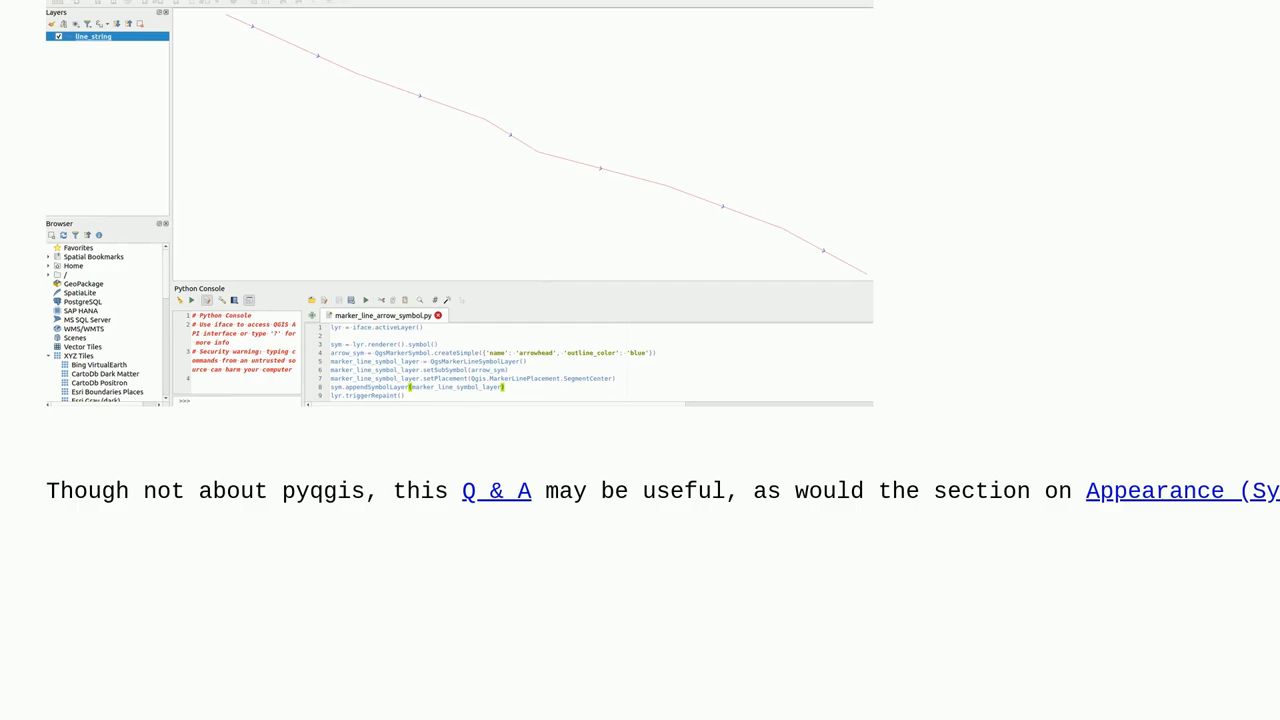 Layers
line_string
Browser
Favorites
Spatial Bookmarks
Home
/
GeoPackage
SpatiaLite
PostgreSQL
SAP HANA
MS SQL Server
WMS/WMTS
Scenes
Vector Tiles
XYZ Tiles
Bing VirtualEarth
CartoDb Dark Matter
CartoDb Positron
Esri Boundaries Places
Esri Gray (dark)
Python Console
1 # Python Console
2 # Use iface to access QGIS A
PI interface or type '?' for
more info
3 # Security warning: typing c
ommands from an untrusted so
urce can harm your computer
4
>>>
marker_line_arrow_symbol.py
1 lyr = iface.activeLayer()
2
3 sym = lyr.renderer().symbol()
4 arrow_sym = QgsMarkerSymbol.createSimple({'name': 'arrowhead', 'outline_color': 'blue'})
5 marker_line_symbol_layer = QgsMarkerLineSymbolLayer()
6 marker_line_symbol_layer.setSubSymbol(arrow_sym)
7 marker_line_symbol_layer.setPlacement(Qgis.MarkerLinePlacement.SegmentCenter)
8 sym.appendSymbolLayer(marker_line_symbol_layer)
9 lyr.triggerRepaint()
Though not about pyqgis, this Q & A may be useful, as would the section on Appearance (Sy